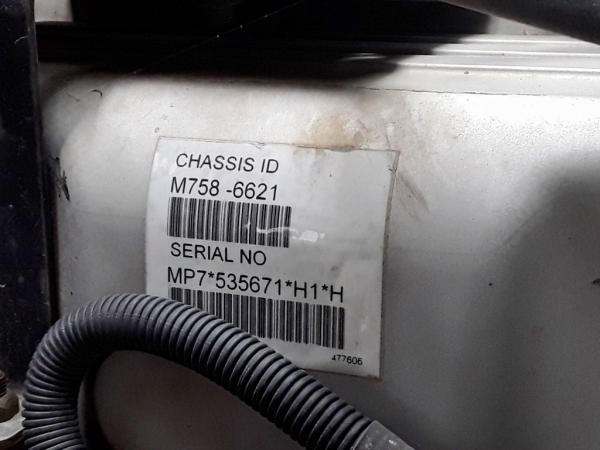 CHASSIS ID
M758 -6621
SERIAL NO
MP7*535671*H1*H
477606